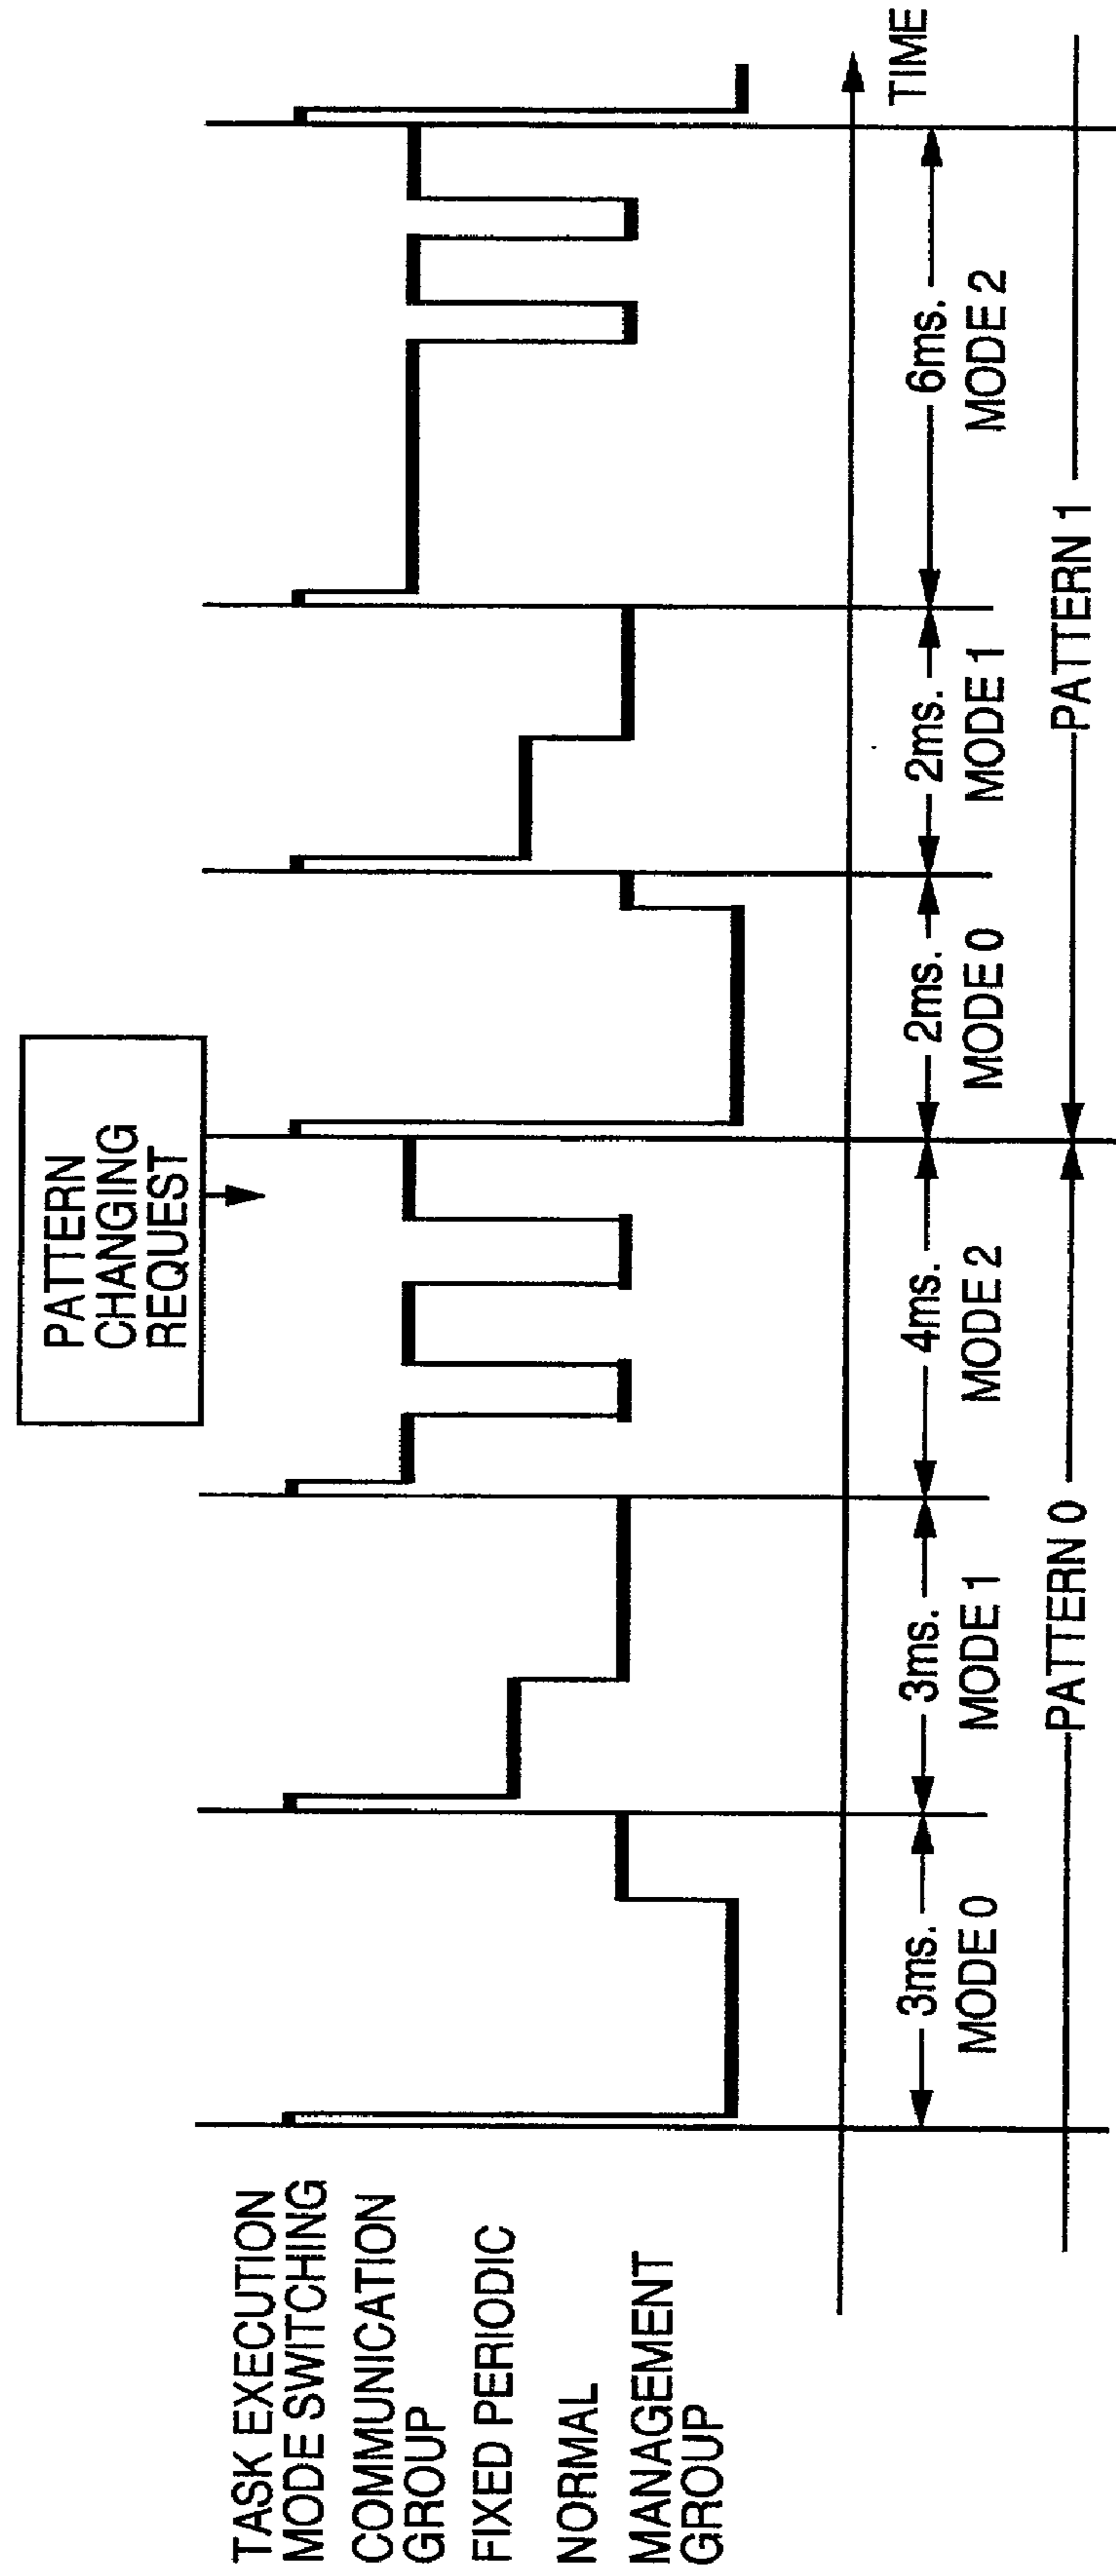 PATTERN
CHANGING
REQUEST
TASK EXECUTION
MODE SWITCHING
COMMUNICATION
GROUP
FIXED PERIODIC
NORMAL
MANAGEMENT
GROUP
TIME
3ms.
3ms.
4ms.
2ms.
2ms.
6ms.
MODE 0
MODE 1
MODE 2
MODE 0
MODE 1
MODE 2
PATTERN 0
PATTERN 1